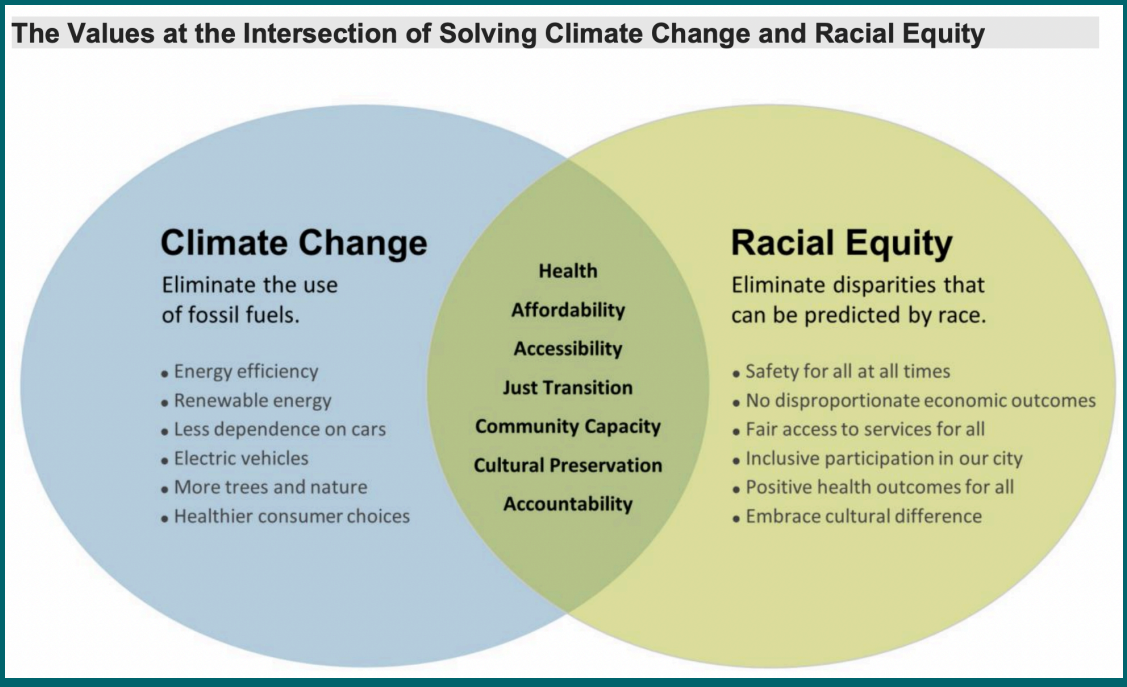 The Values at the Intersection of Solving Climate Change and Racial Equity
Climate Change
Eliminate the use
of fossil fuels.
• Energy efficiency
• Renewable energy
• Less dependence on cars
• Electric vehicles
• More trees and nature
• Healthier consumer choices
Health
Affordability
Accessibility
Just Transition
Community Capacity
Cultural Preservation
Accountability
Racial Equity
Eliminate disparities that
can be predicted by race.
• Safety for all at all times
• No disproportionate economic outcomes
• Fair access to services for all
• Inclusive participation in our city
• Positive health outcomes for all
• Embrace cultural difference